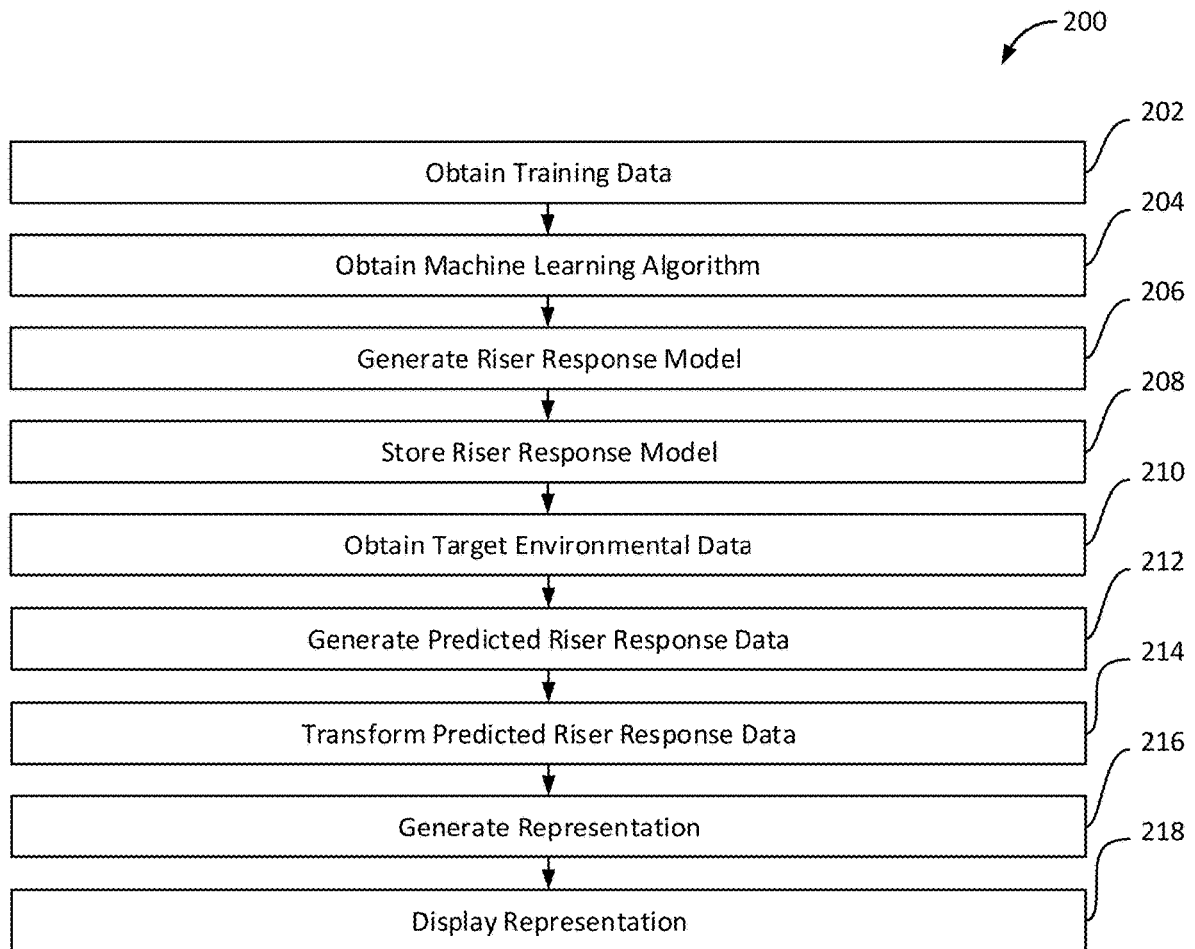 200
202
Obtain Training Data
204
Obtain Machine Learning Algorithm
206
Generate Riser Response Model
208
Store Riser Response Model
210
Obtain Target Environmental Data
212
Generate Predicted Riser Response Data
214
Transform Predicted Riser Response Data
216
Generate Representation
218
Display Representation